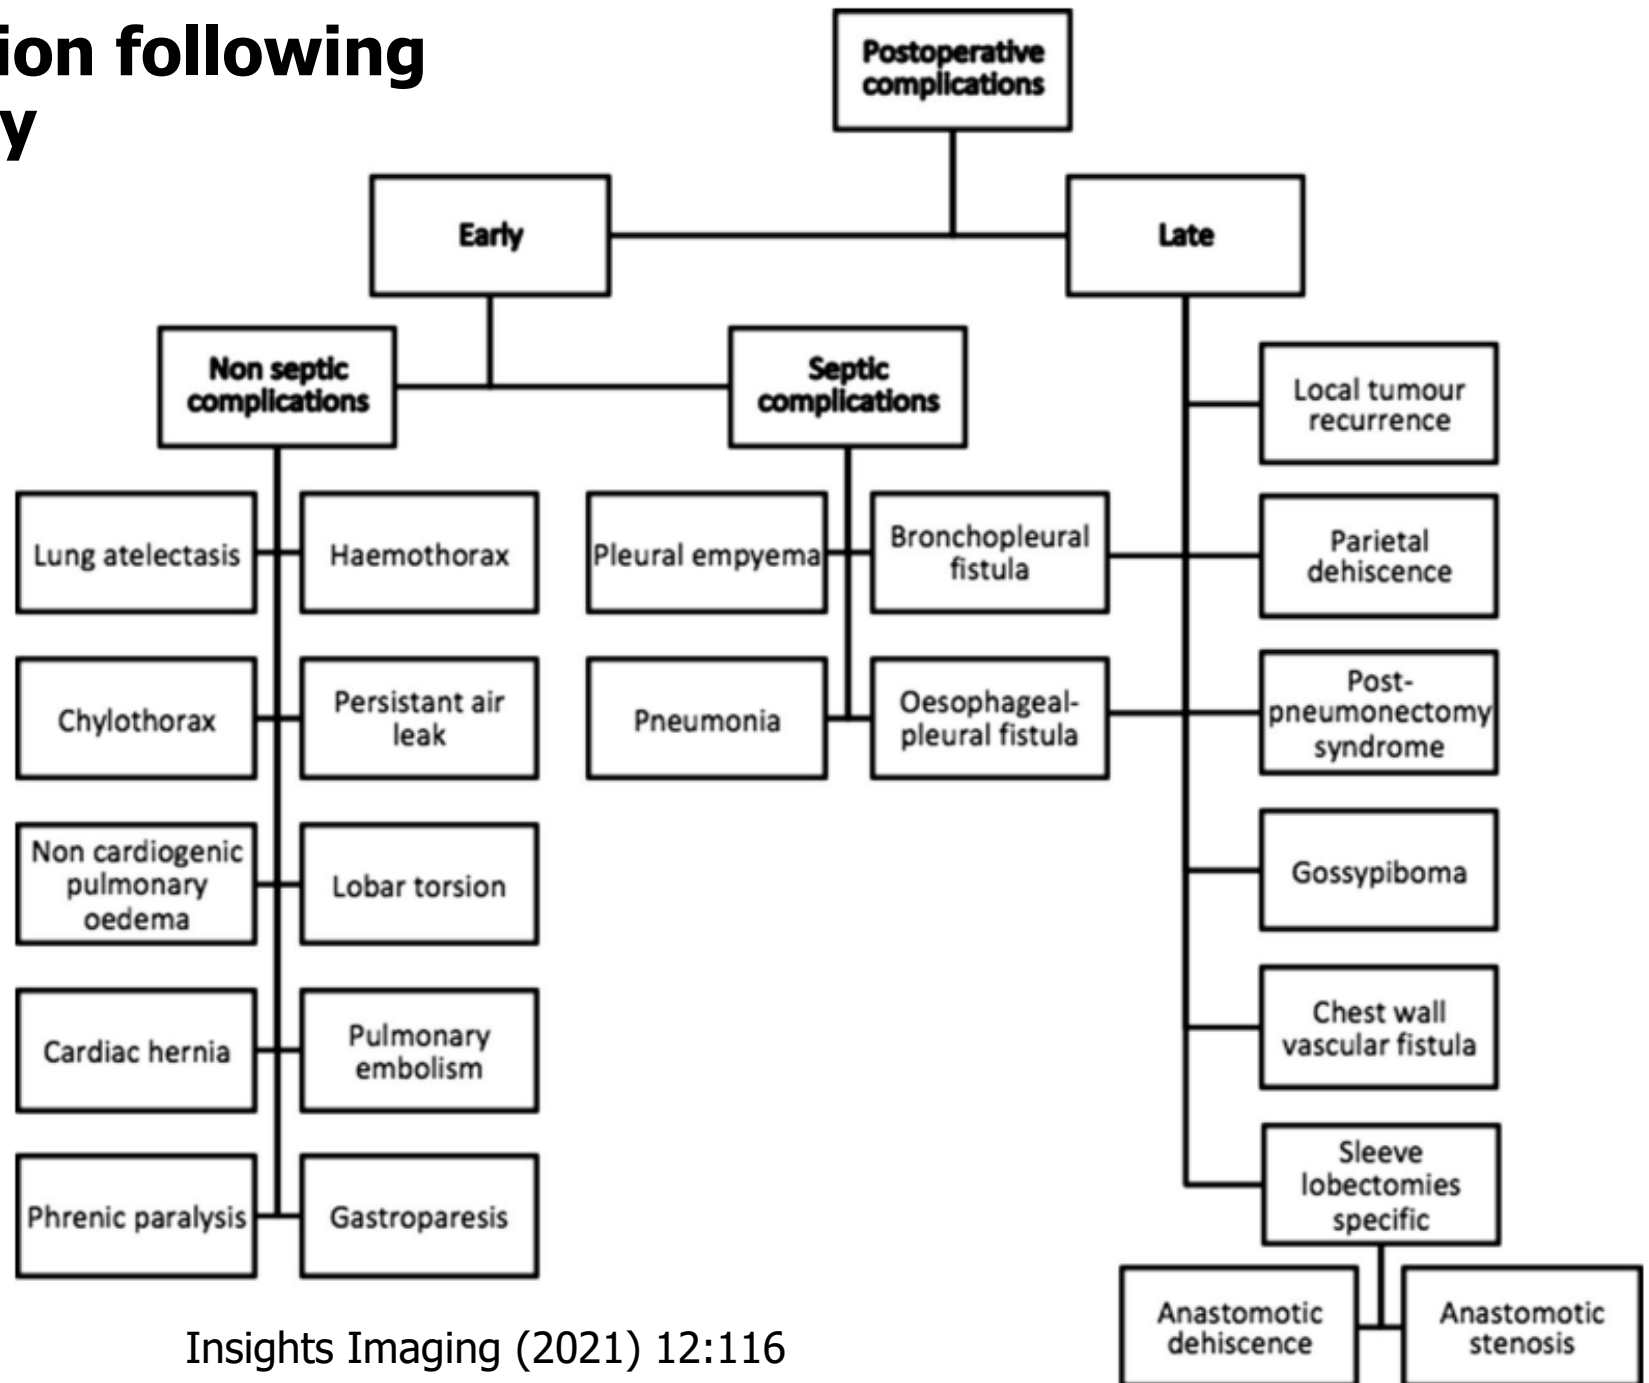 ion following
y
Postoperative
complications
Early
Late
Non septic
complications
Septic
complications
Lung atelectasis
Haemothorax
Chylothorax
Persistant air
leak
Non cardiogenic
pulmonary
oedema
Lobar torsion
Cardiac hernia
Pulmonary
embolism
Phrenic paralysis
Gastroparesis
Pleural empyema
Bronchopleural
fistula
Pneumonia
Oesophageal-
pleural fistula
Local tumour
recurrence
Parietal
dehiscence
Post-
pneumonectomy
syndrome
Gossypiboma
Chest wall
vascular fistula
Sleeve
lobectomies
specific
Anastomotic
dehiscence
Anastomotic
stenosis
Insights Imaging (2021) 12:116